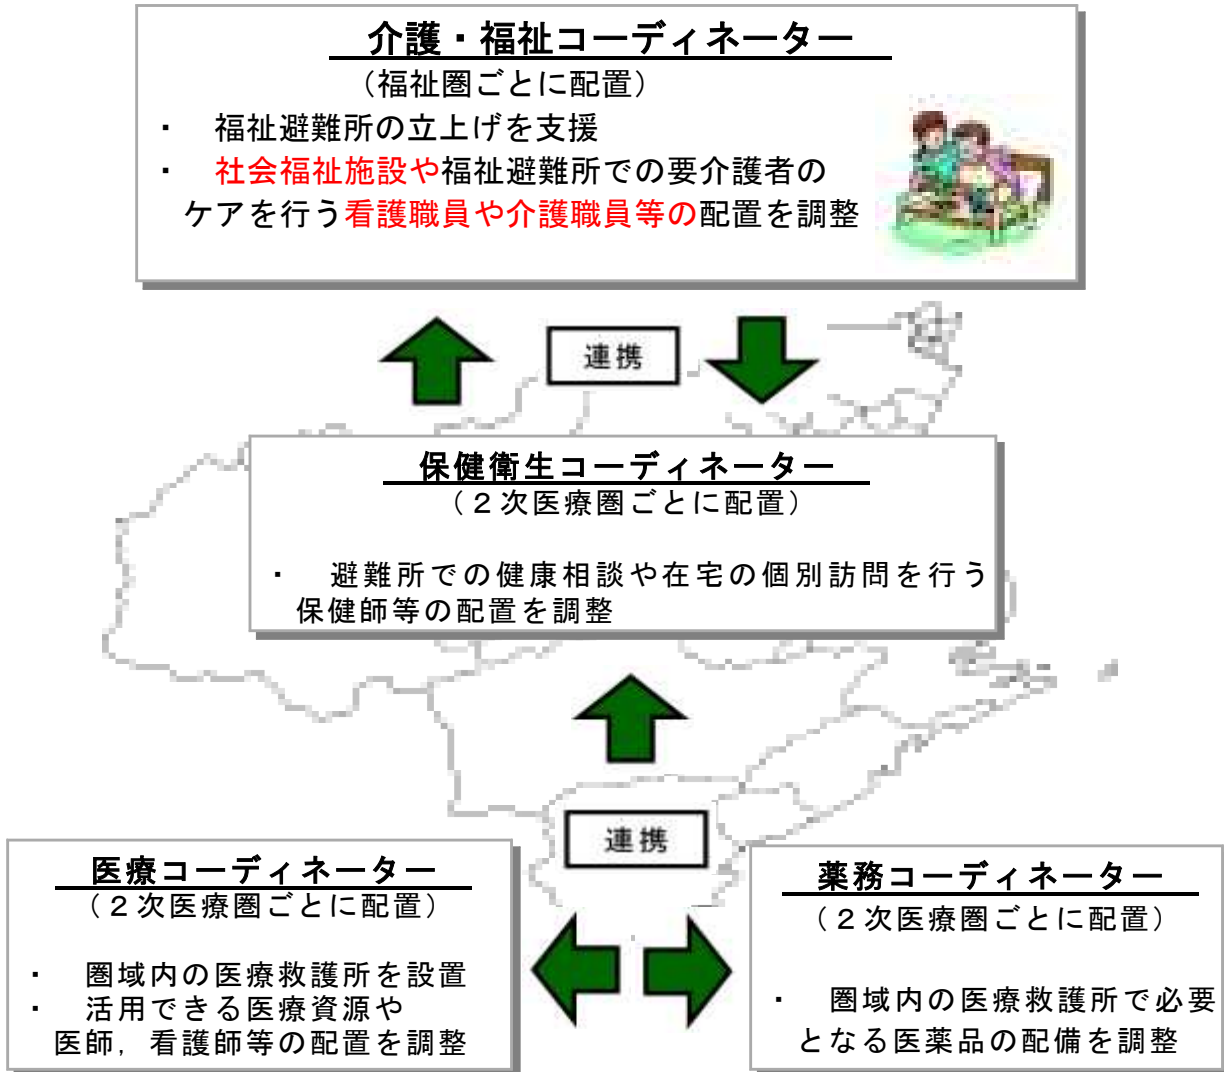 介護・福祉コーディネーター
（福祉圏ごとに配置）
・　福祉避難所の立上げを支援
・　社会福祉施設や福祉避難所での要介護者の
ケアを行う看護職員や介護職員等の配置を調整
連携
保健衛生コーディネーター
（２次医療圏ごとに配置）
・　避難所での健康相談や在宅の個別訪問を行う
保健師等の配置を調整
連携
医療コーディネーター
（２次医療圏ごとに配置）
・　圏域内の医療救護所を設置
・　活用できる医療資源や
医師，看護師等の配置を調整
薬務コーディネーター
（２次医療圏ごとに配置）
・　圏域内の医療救護所で必要
となる医薬品の配備を調整